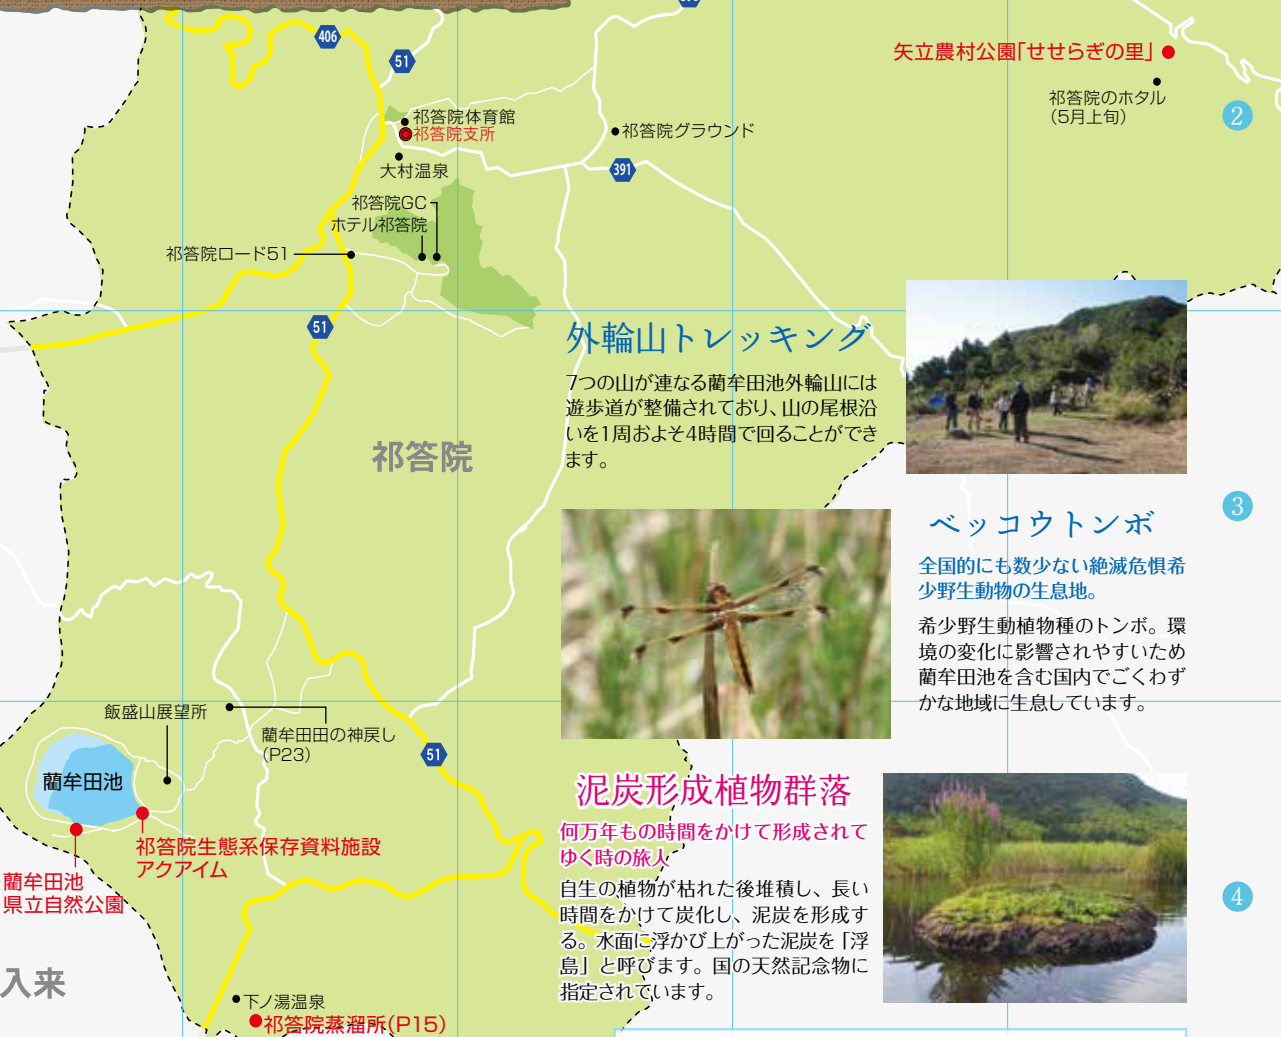 406
51
矢立農村公園「せせらぎの里」
祁答院のホタル
(5月上旬)
2
祁答院体育館
祁答院支所
祁答院グラウンド
大村温泉
391
祁答院GC
ホテル祁答院
祁答院ロード51
51
外輪山トレッキング
7つの山が連なる藺牟田池外輪山には
遊歩道が整備されており、山の尾根沿
いを1周およそ4時間で回ることができ
ます。
祁答院
3
ベッコウトンボ
全国的にも数少ない絶滅危惧希
少野生動物の生息地。
希少野生動植物種のトンボ。環
境の変化に影響されやすいため
藺牟田池を含む国内でごくわず
かな地域に生息しています。
飯盛山展望所
藺牟田田の神戻し
(P23)
51
藺牟田池
祁答院生態系保存資料施設
アクアイム
藺牟田池
県立自然公園
泥炭形成植物群落
何万年もの時間をかけて形成されて
ゆく時の旅人
自生の植物が枯れた後堆積し、長い
時間をかけて炭化し、泥炭を形成す
る。水面に浮かび上がった泥炭を「浮
島」と呼びます。国の天然記念物に
指定されています。
4
入来
下ノ湯温泉
祁答院蒸溜所(P15)